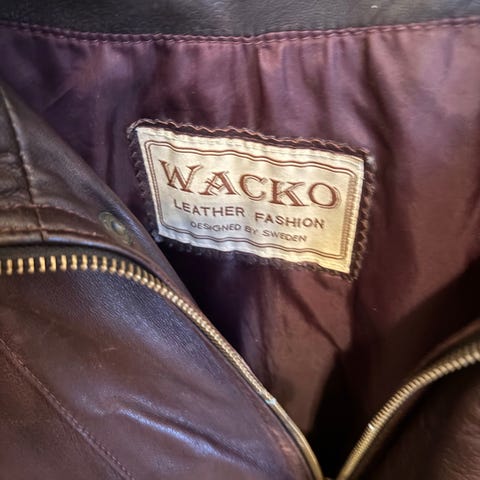 WACKO
LEATHER FASHION
DESIGNED BY SWEDEN